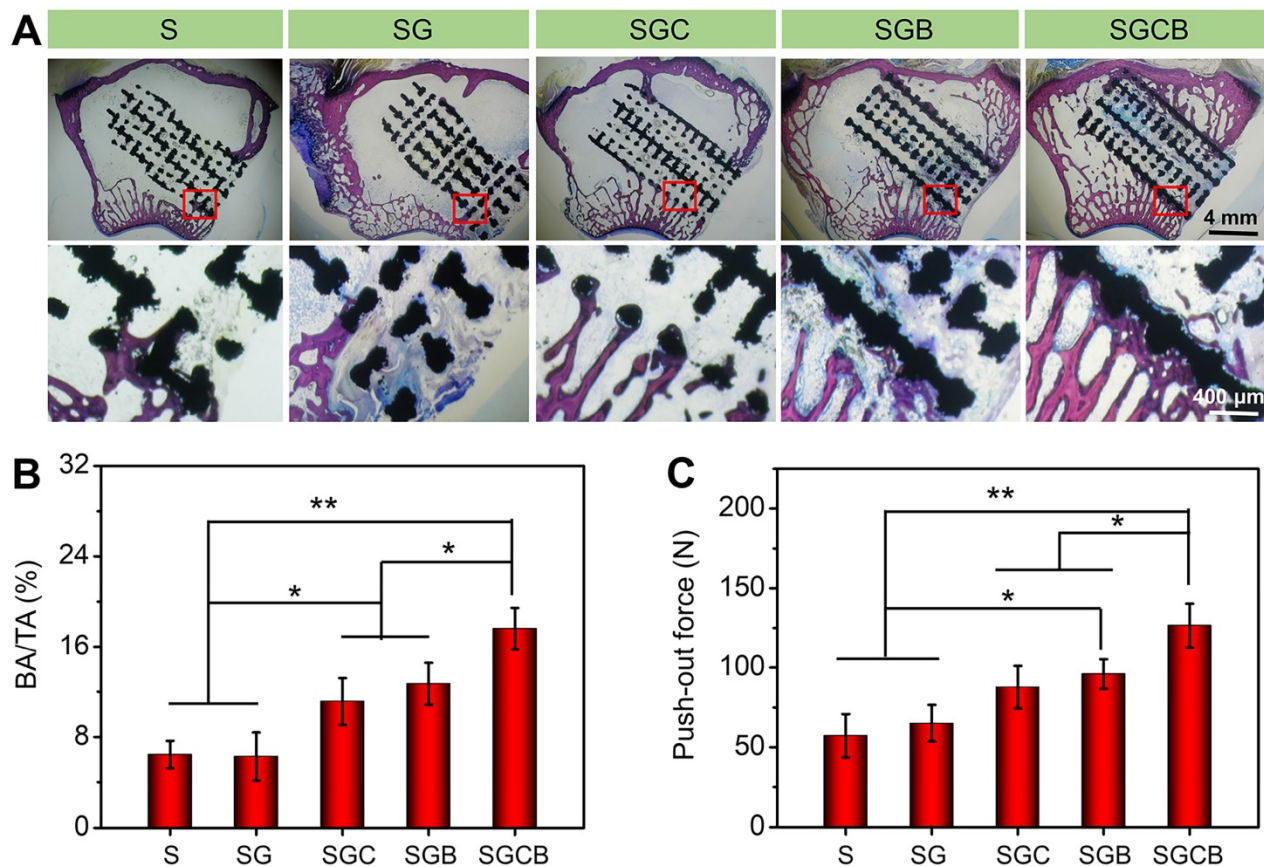 A
S SG SGC SGB SGCB
4 mm
400 μm
B
BA/TA (%)
32
24
16
8
0
**
*
*
S SG SGC SGB SGCB
C
Push-out force (N)
200
150
100
50
0
**
*
*
S SG SGC SGB SGCB